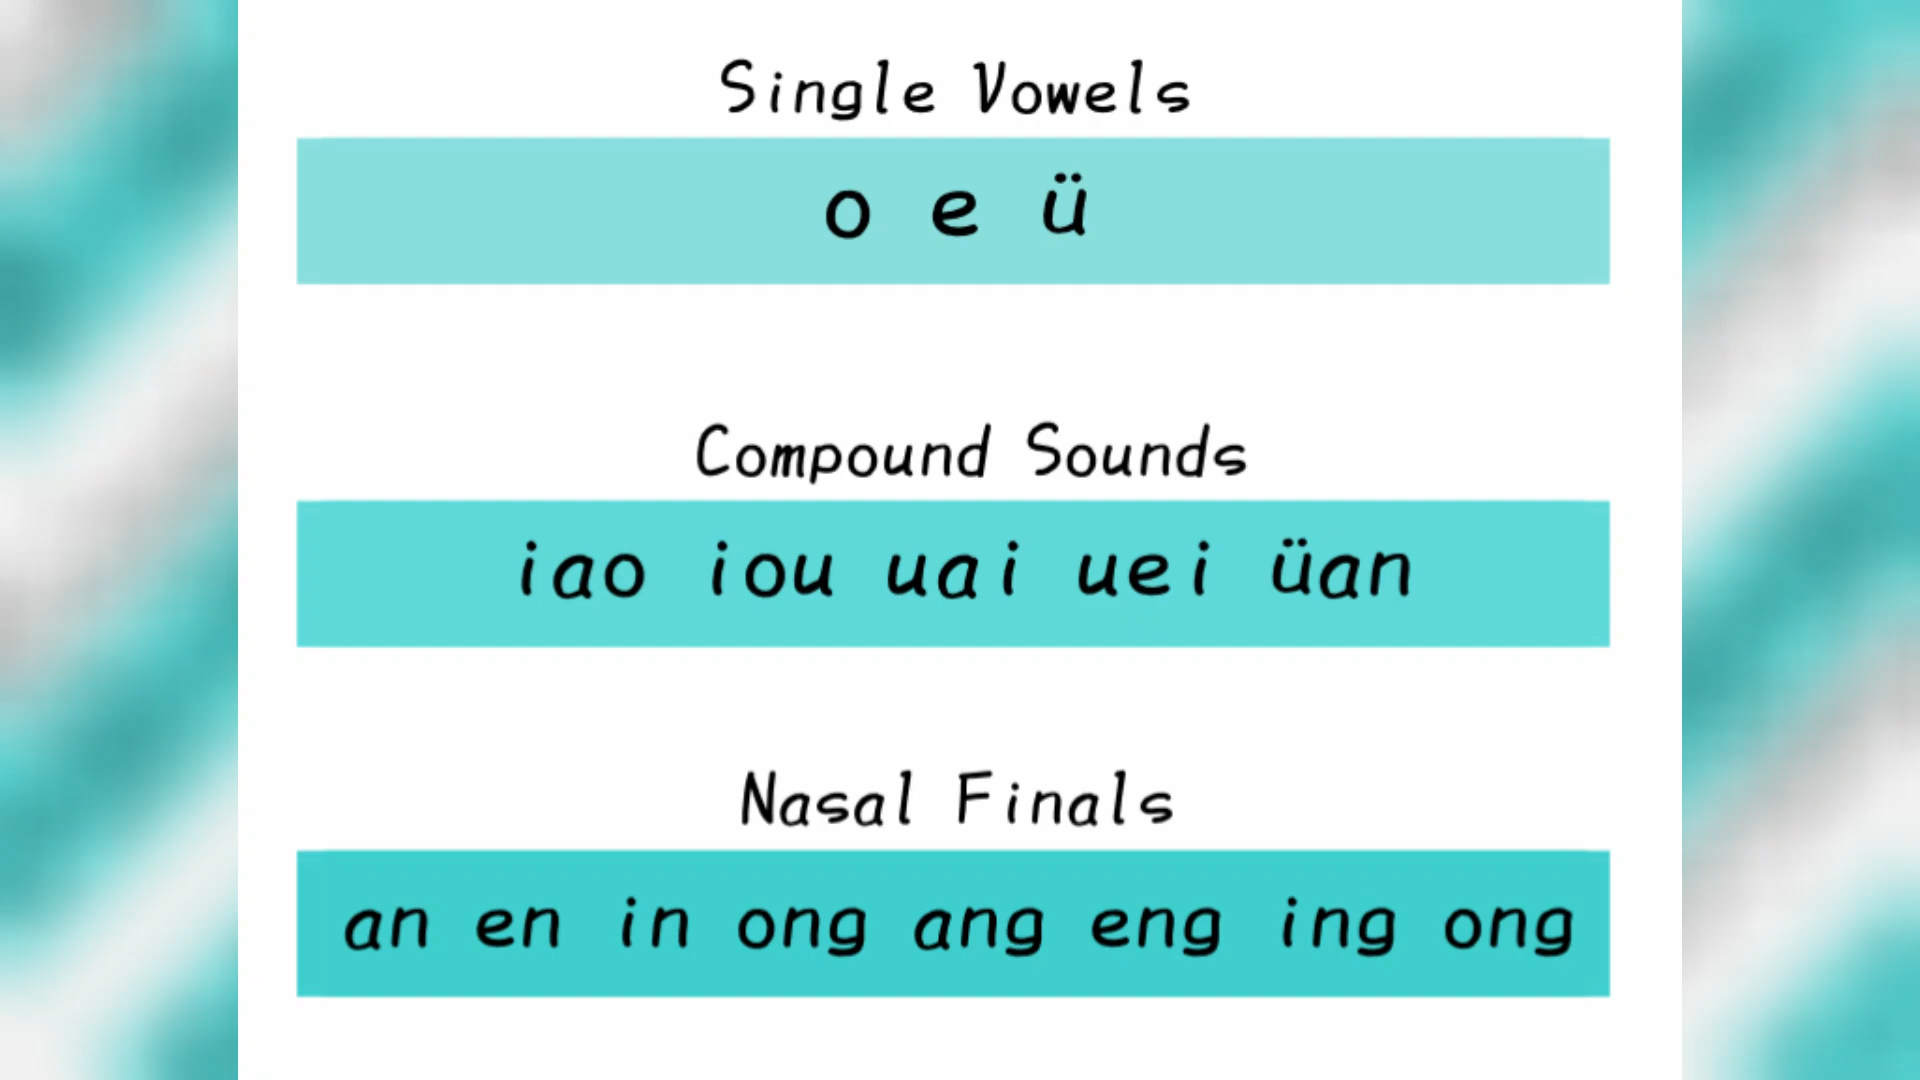 Single Vowels
o e ü
Compound Sounds
iao iou uai uei üan
Nasal Finals
an en in ong ang eng ing ong